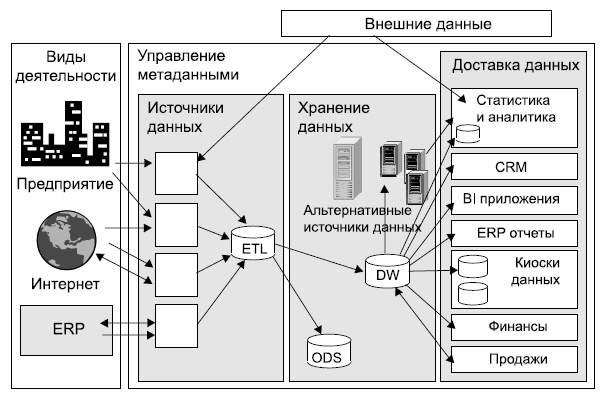 Внешние данные
Виды
деятельности
Предприятие
Интернет
ERP
Управление
метаданными
Источники
данных
ETL
Хранение
данных
Альтернативные
источники данных
DW
ODS
Доставка данных
Статистика
и аналитика
CRM
BI приложения
ERP отчеты
Киоски
данных
Финансы
Продажи